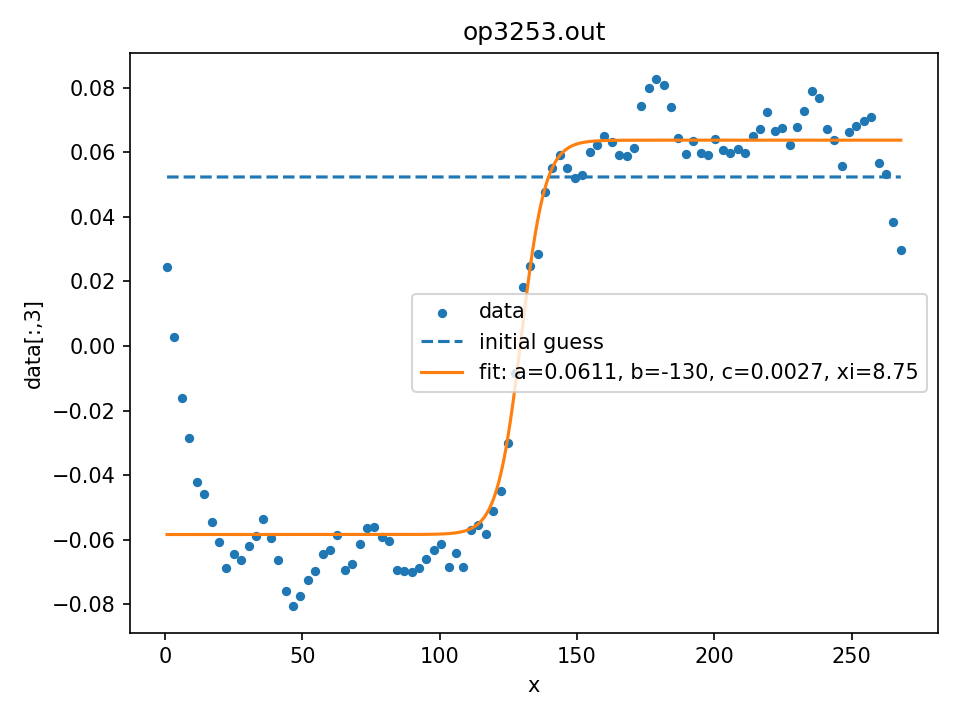 op3253.out
0.08
0.06
0.04
0.02
0.00
−0.02
−0.04
−0.06
−0.08
data[:,3]
data
initial guess
fit: a=0.0611, b=-130, c=0.0027, xi=8.75
0 50 100 150 200 250
x